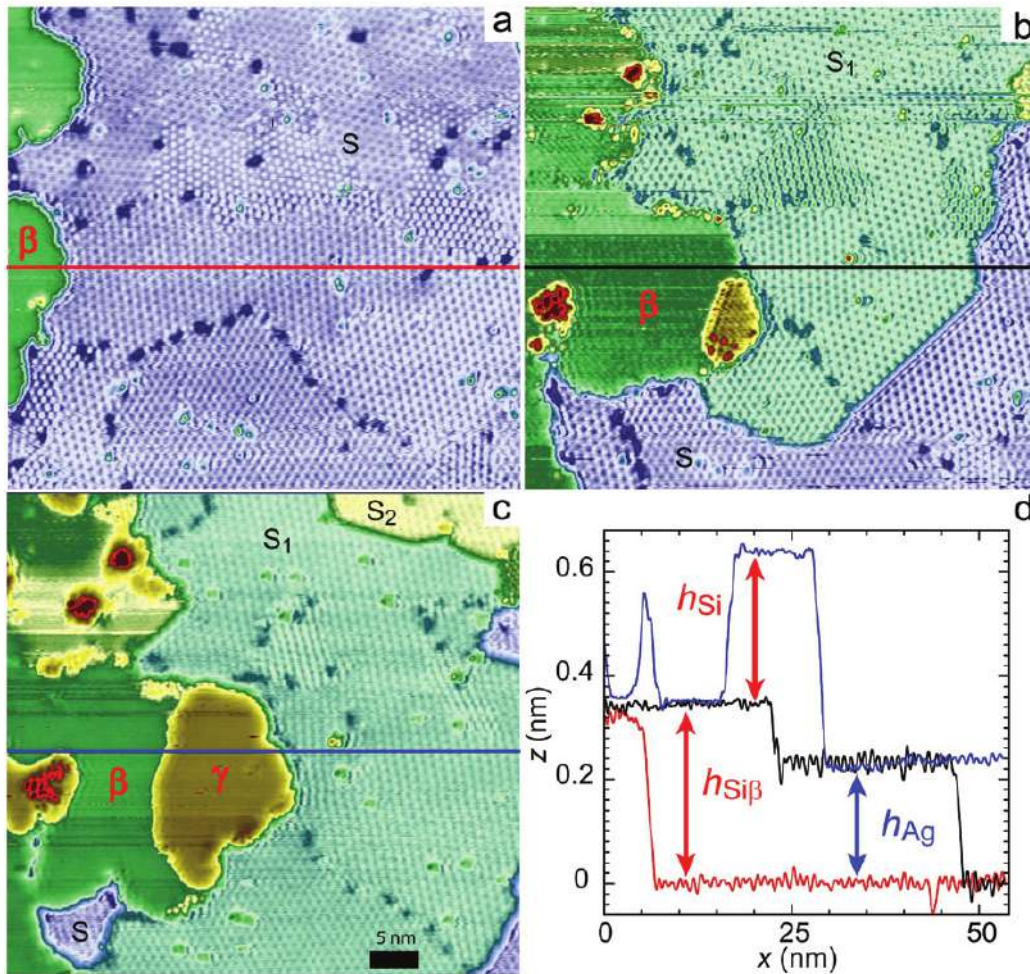 a
S
β
b
S1
β
S
c
S2
S1
β
γ
S
5 nm
d
0.6
0.4
0.2
0
z (nm)
hSi
hSiβ
hAg
0
25
50
x (nm)